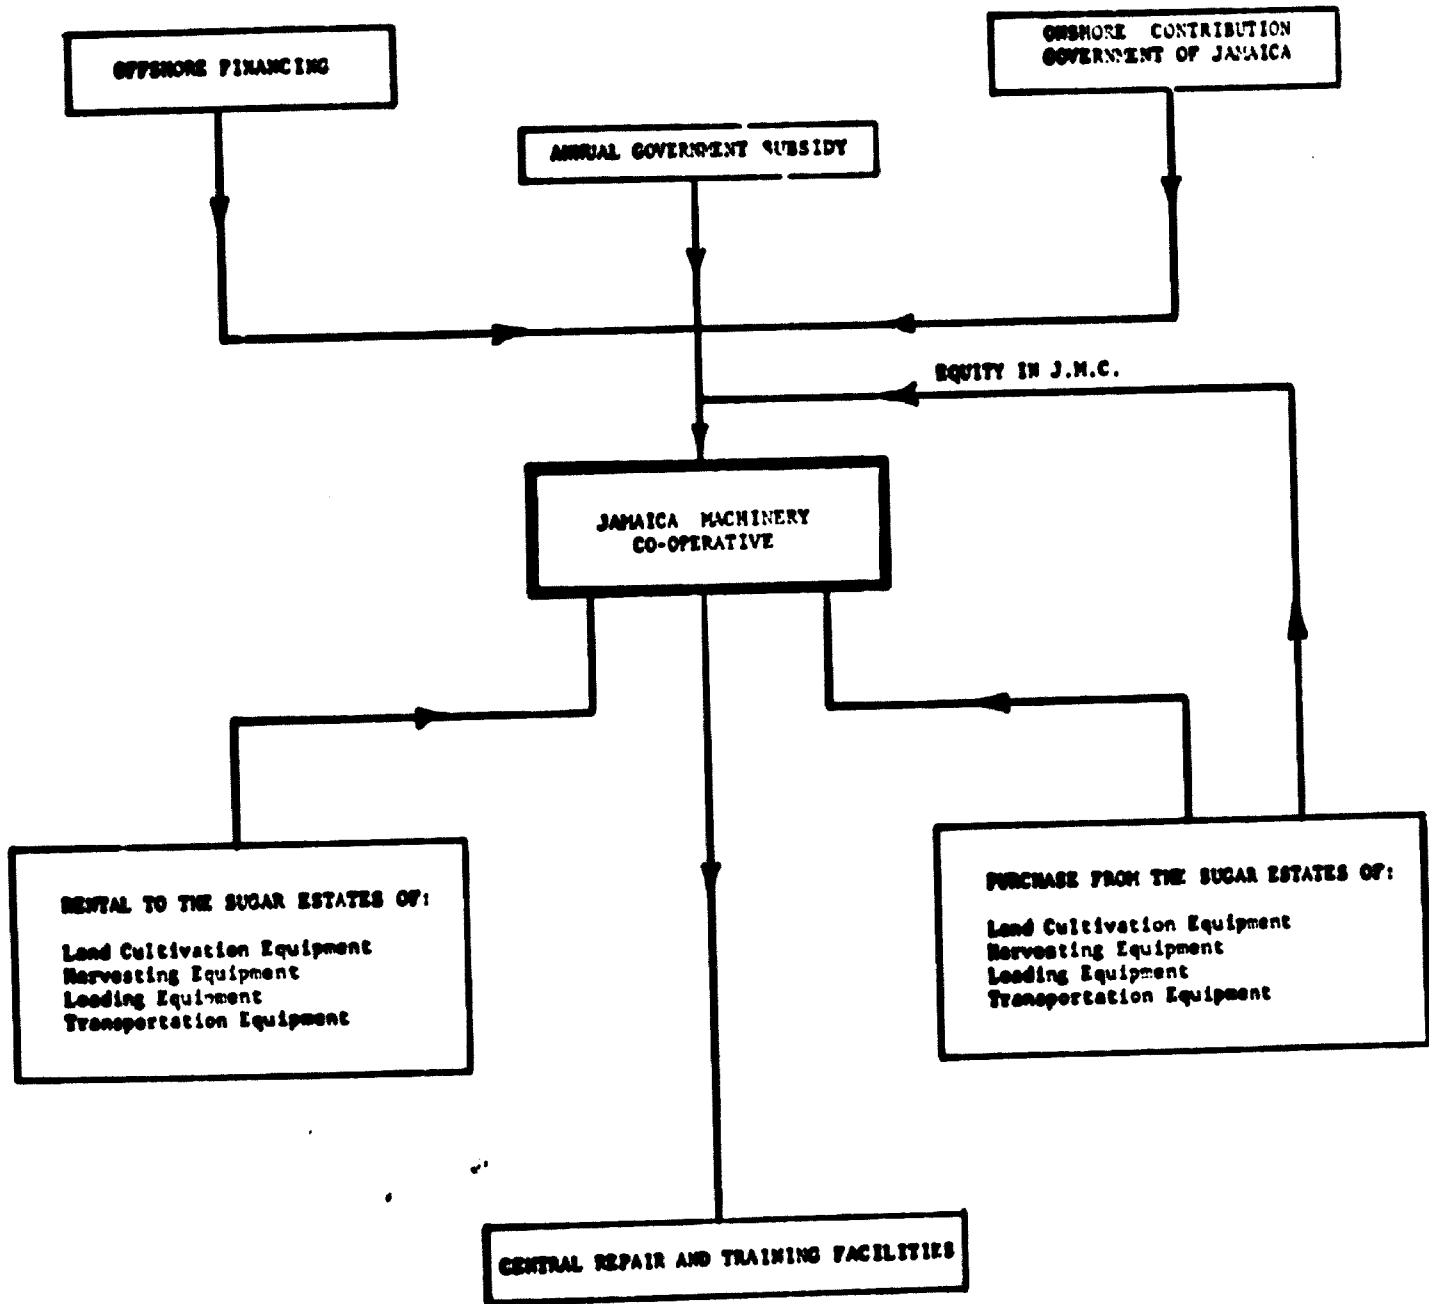 OFFSHORE FINANCING
ONSHORE CONTRIBUTION
GOVERNMENT OF JAMAICA
ANNUAL GOVERNMENT SUBSIDY
EQUITY IN J.M.C.
JAMAICA MACHINERY
CO-OPERATIVE
RENTAL TO THE SUGAR ESTATES OF:
Land Cultivation Equipment
Harvesting Equipment
Loading Equipment
Transportation Equipment
PURCHASE FROM THE SUGAR ESTATES OF:
Land Cultivation Equipment
Harvesting Equipment
Loading Equipment
Transportation Equipment
CENTRAL REPAIR AND TRAINING FACILITIES